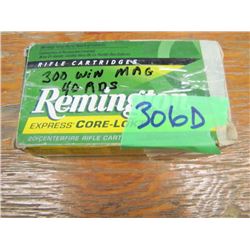 RIFLE CARTRIDGES
300 WIN MAG
40 RDS
Remington
306D
EXPRESS CORE-LO
20 CENTERFIRE RIFLE CART